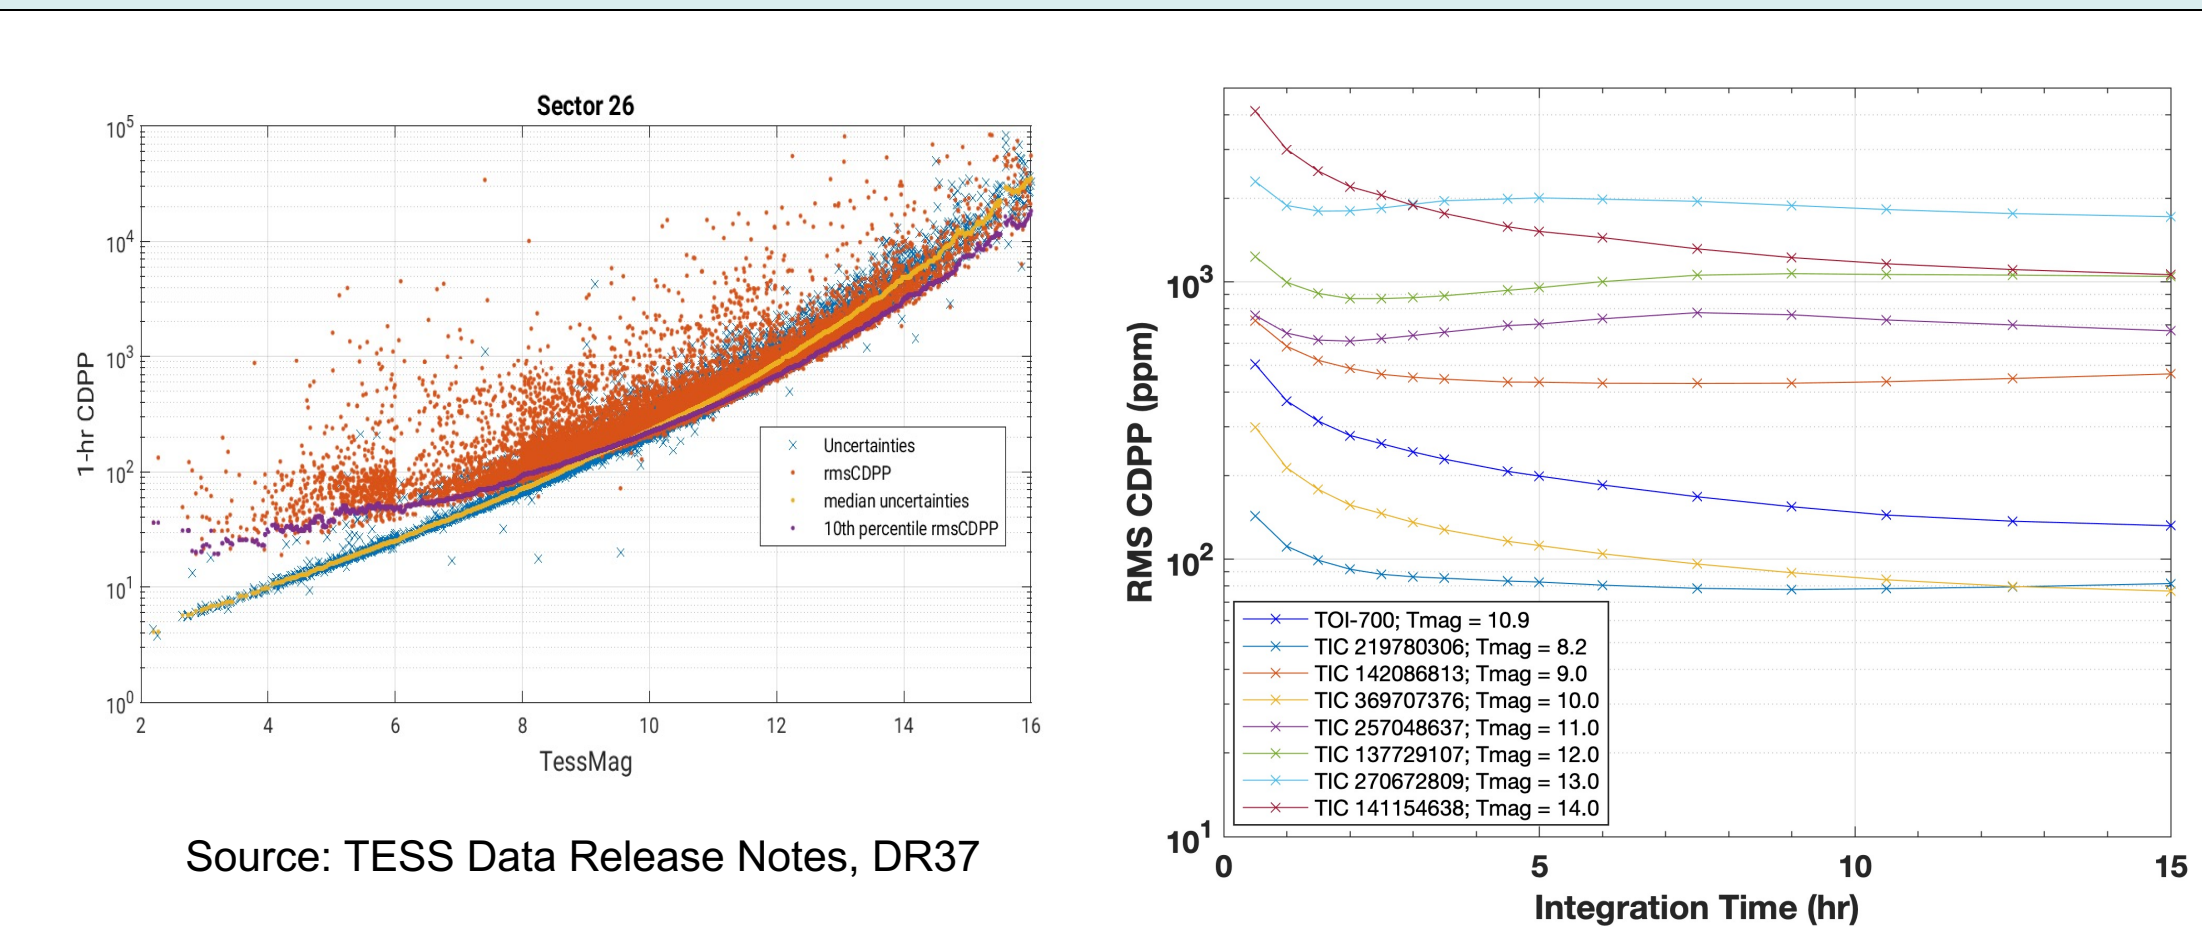 Sector 26
10^5
10^4
10^3
10^2
10^1
10^0
1-hr CDPP
2 4 6 8 10 12 14 16
TessMag
Uncertainties
rmsCDPP
median uncertainties
10th percentile rmsCDPP
Source: TESS Data Release Notes, DR37
10^3
10^2
10^1
RMS CDPP (ppm)
TOI-700; Tmag = 10.9
TIC 219780306; Tmag = 8.2
TIC 142086813; Tmag = 9.0
TIC 369707376; Tmag = 10.0
TIC 257048637; Tmag = 11.0
TIC 137729107; Tmag = 12.0
TIC 270672809; Tmag = 13.0
TIC 141154638; Tmag = 14.0
0 5 10 15
Integration Time (hr)